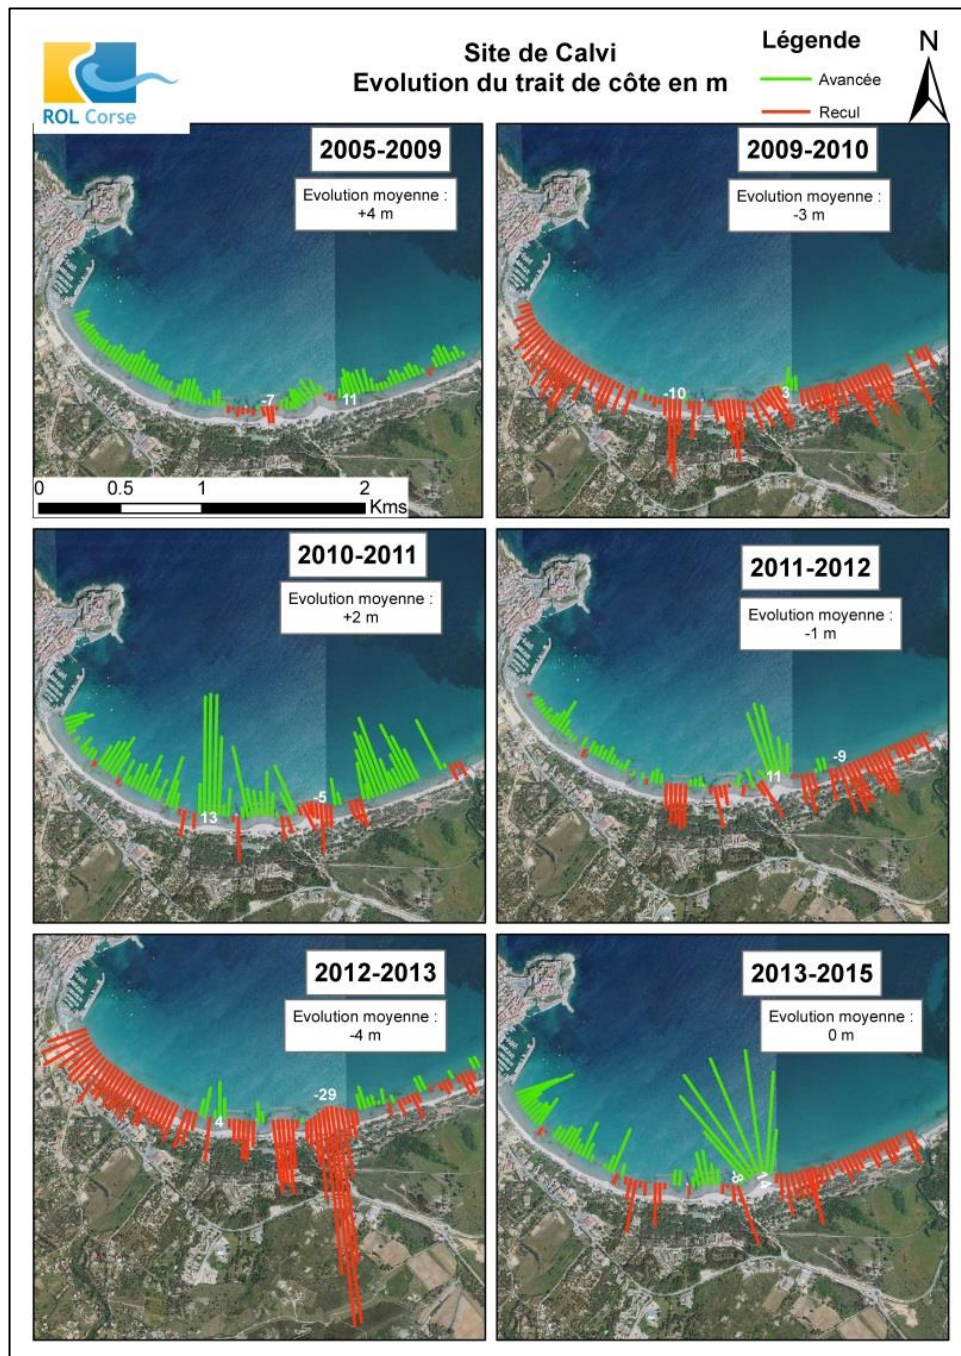 ROL Corse
Site de Calvi
Evolution du trait de côte en m
Légende
Avancée
Recul
N
2005-2009
Evolution moyenne :
+4 m
-7
11
0 0.5 1 2
Kms
2009-2010
Evolution moyenne :
-3 m
-10
3
2010-2011
Evolution moyenne :
+2 m
-5
13
2011-2012
Evolution moyenne :
-1 m
-9
11
2012-2013
Evolution moyenne :
-4 m
-29
4
2013-2015
Evolution moyenne :
0 m
-8
14